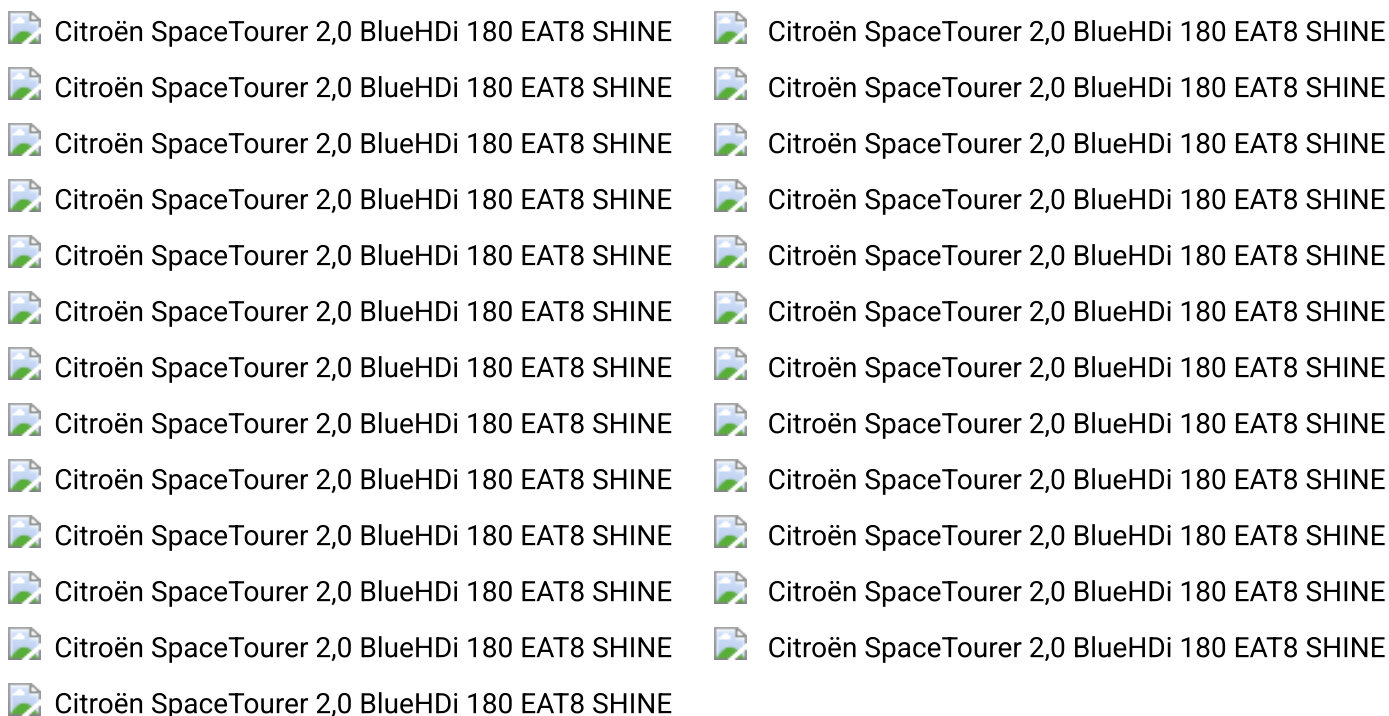 Citroën SpaceTourer 2,0 BlueHDi 180 EAT8 SHINE Citroën SpaceTourer 2,0 BlueHDi 180 EAT8 SHINE
Citroën SpaceTourer 2,0 BlueHDi 180 EAT8 SHINE Citroën SpaceTourer 2,0 BlueHDi 180 EAT8 SHINE
Citroën SpaceTourer 2,0 BlueHDi 180 EAT8 SHINE Citroën SpaceTourer 2,0 BlueHDi 180 EAT8 SHINE
Citroën SpaceTourer 2,0 BlueHDi 180 EAT8 SHINE Citroën SpaceTourer 2,0 BlueHDi 180 EAT8 SHINE
Citroën SpaceTourer 2,0 BlueHDi 180 EAT8 SHINE Citroën SpaceTourer 2,0 BlueHDi 180 EAT8 SHINE
Citroën SpaceTourer 2,0 BlueHDi 180 EAT8 SHINE Citroën SpaceTourer 2,0 BlueHDi 180 EAT8 SHINE
Citroën SpaceTourer 2,0 BlueHDi 180 EAT8 SHINE Citroën SpaceTourer 2,0 BlueHDi 180 EAT8 SHINE
Citroën SpaceTourer 2,0 BlueHDi 180 EAT8 SHINE Citroën SpaceTourer 2,0 BlueHDi 180 EAT8 SHINE
Citroën SpaceTourer 2,0 BlueHDi 180 EAT8 SHINE Citroën SpaceTourer 2,0 BlueHDi 180 EAT8 SHINE
Citroën SpaceTourer 2,0 BlueHDi 180 EAT8 SHINE Citroën SpaceTourer 2,0 BlueHDi 180 EAT8 SHINE
Citroën SpaceTourer 2,0 BlueHDi 180 EAT8 SHINE Citroën SpaceTourer 2,0 BlueHDi 180 EAT8 SHINE
Citroën SpaceTourer 2,0 BlueHDi 180 EAT8 SHINE Citroën SpaceTourer 2,0 BlueHDi 180 EAT8 SHINE
Citroën SpaceTourer 2,0 BlueHDi 180 EAT8 SHINE